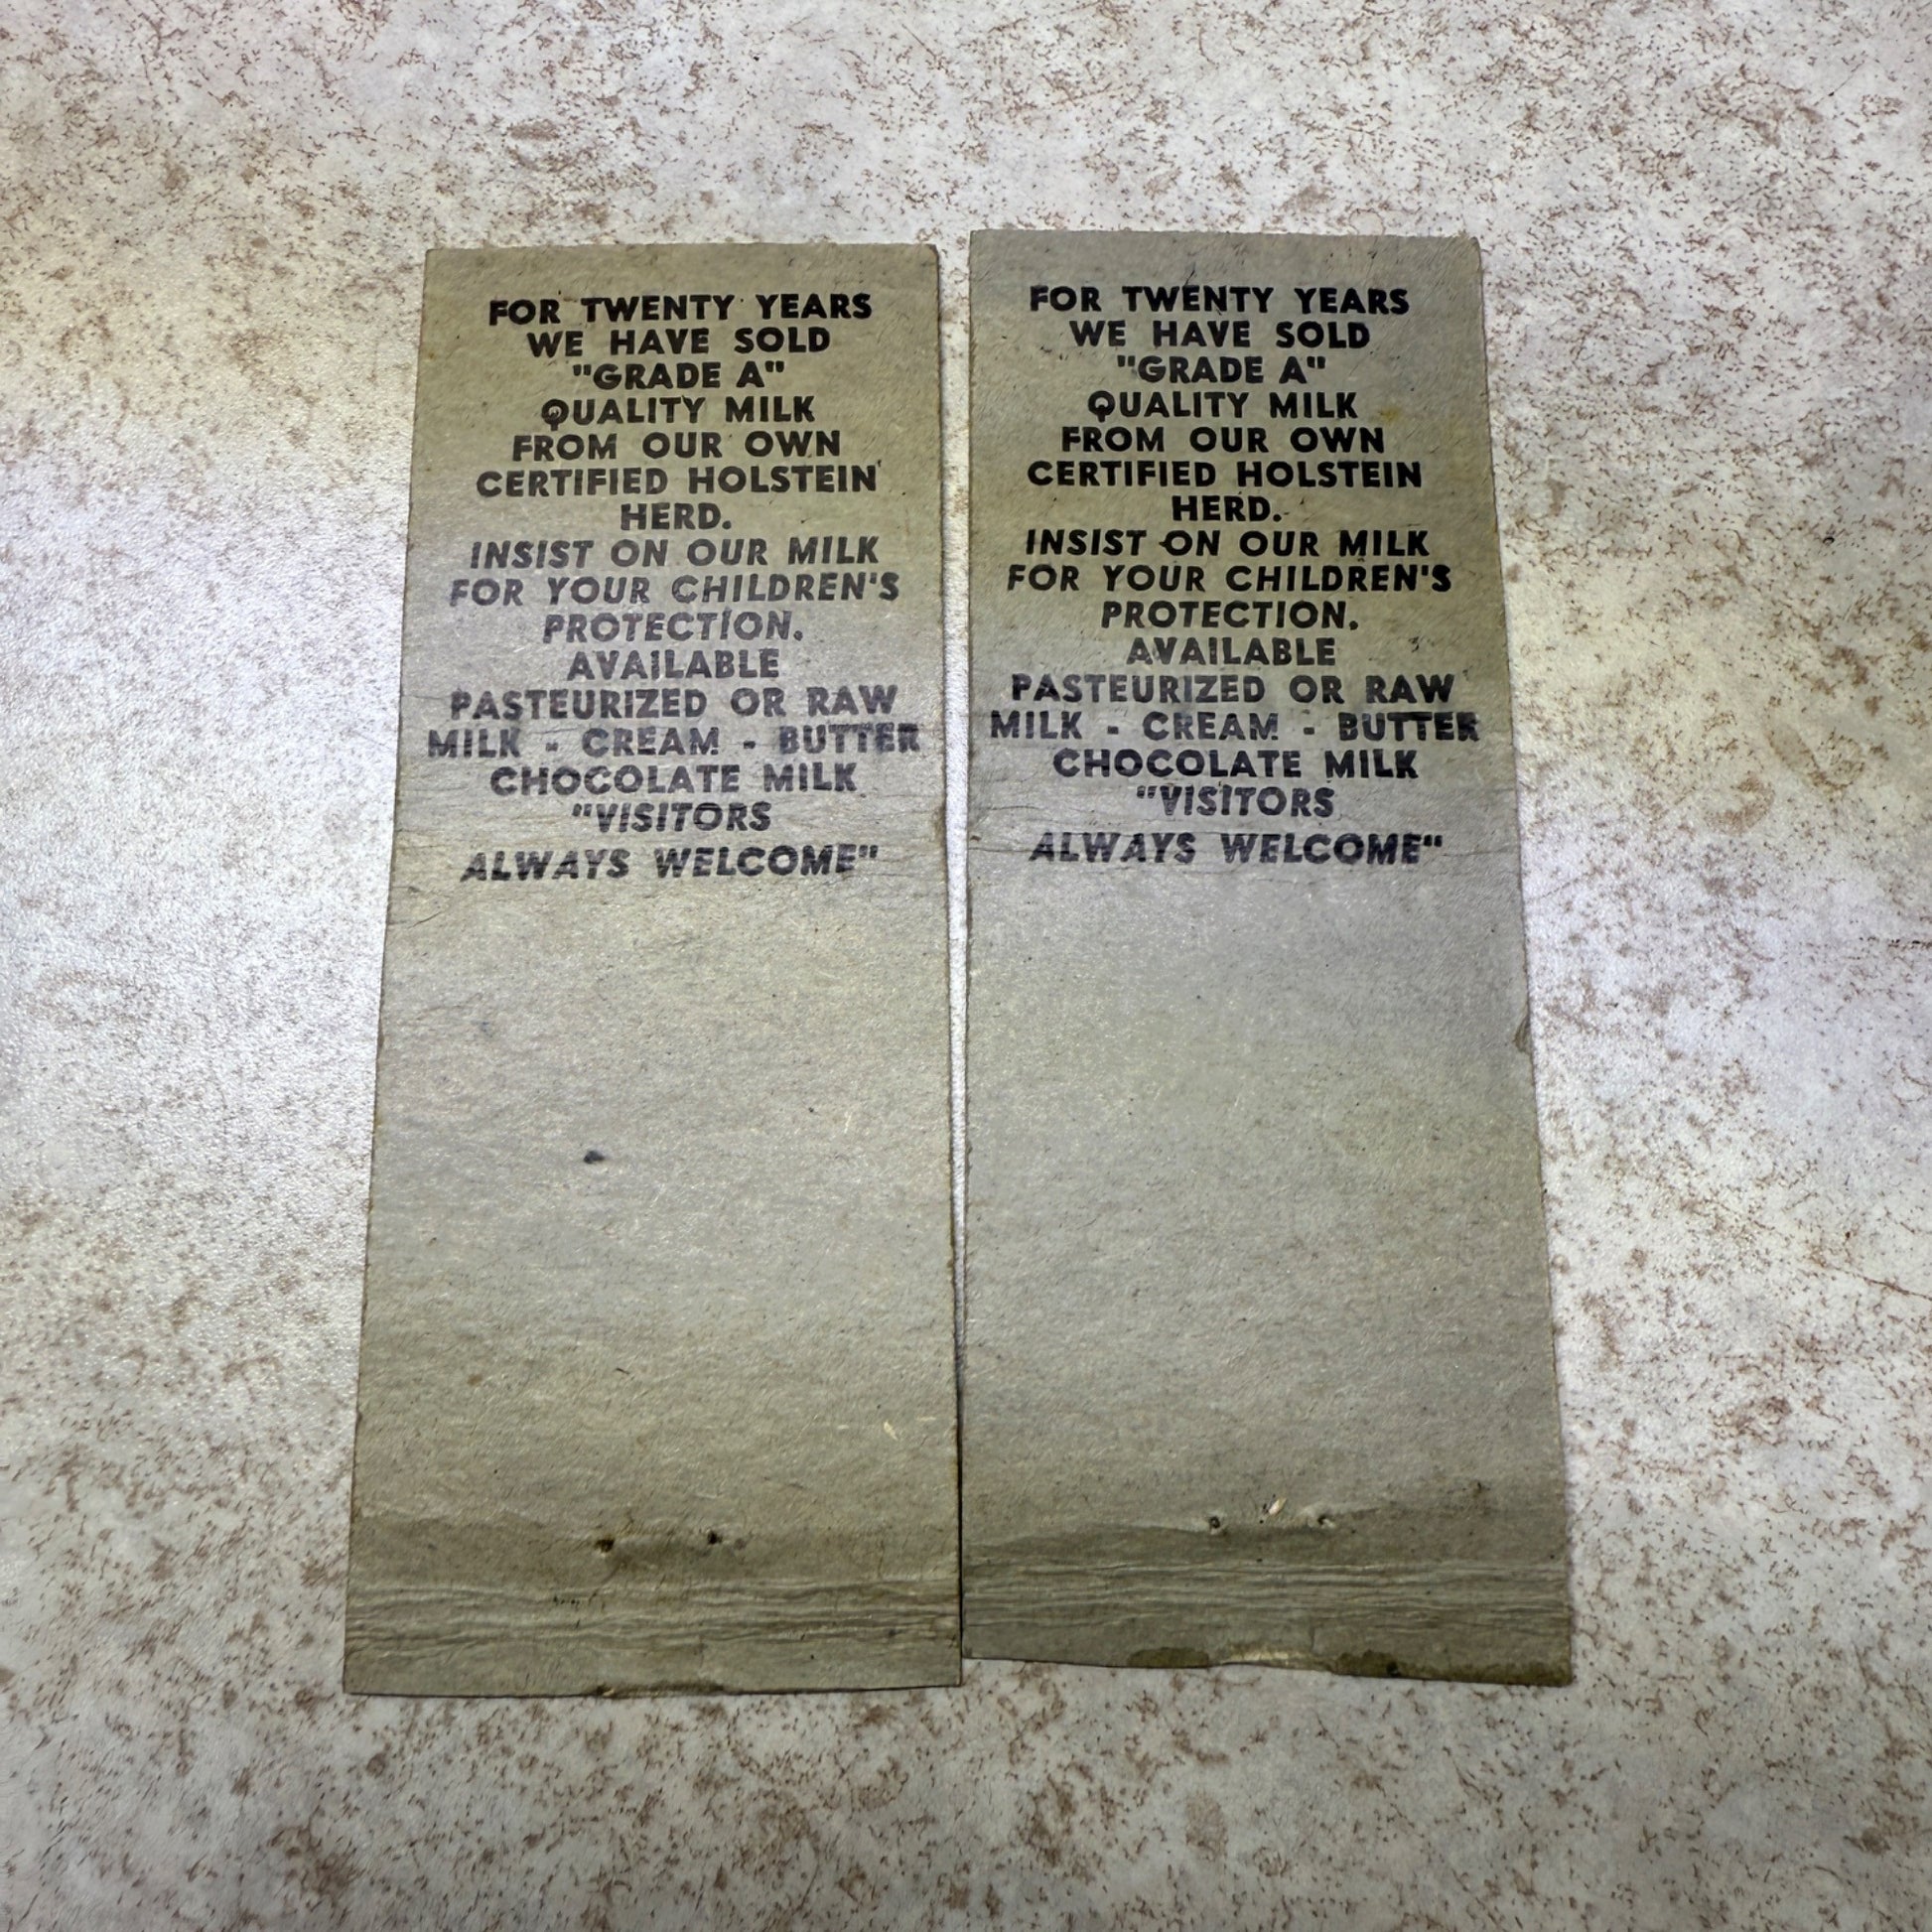 FOR TWENTY YEARS
WE HAVE SOLD
"GRADE A"
QUALITY MILK
FROM OUR OWN
CERTIFIED HOLSTEIN
HERD.
INSIST ON OUR MILK
FOR YOUR CHILDREN'S
PROTECTION.
AVAILABLE
PASTEURIZED OR RAW
MILK - CREAM - BUTTER
CHOCOLATE MILK
"VISITORS
ALWAYS WELCOME"
FOR TWENTY YEARS
WE HAVE SOLD
"GRADE A"
QUALITY MILK
FROM OUR OWN
CERTIFIED HOLSTEIN
HERD.
INSIST ON OUR MILK
FOR YOUR CHILDREN'S
PROTECTION.
AVAILABLE
PASTEURIZED OR RAW
MILK - CREAM - BUTTER
CHOCOLATE MILK
"VISITORS
ALWAYS WELCOME"